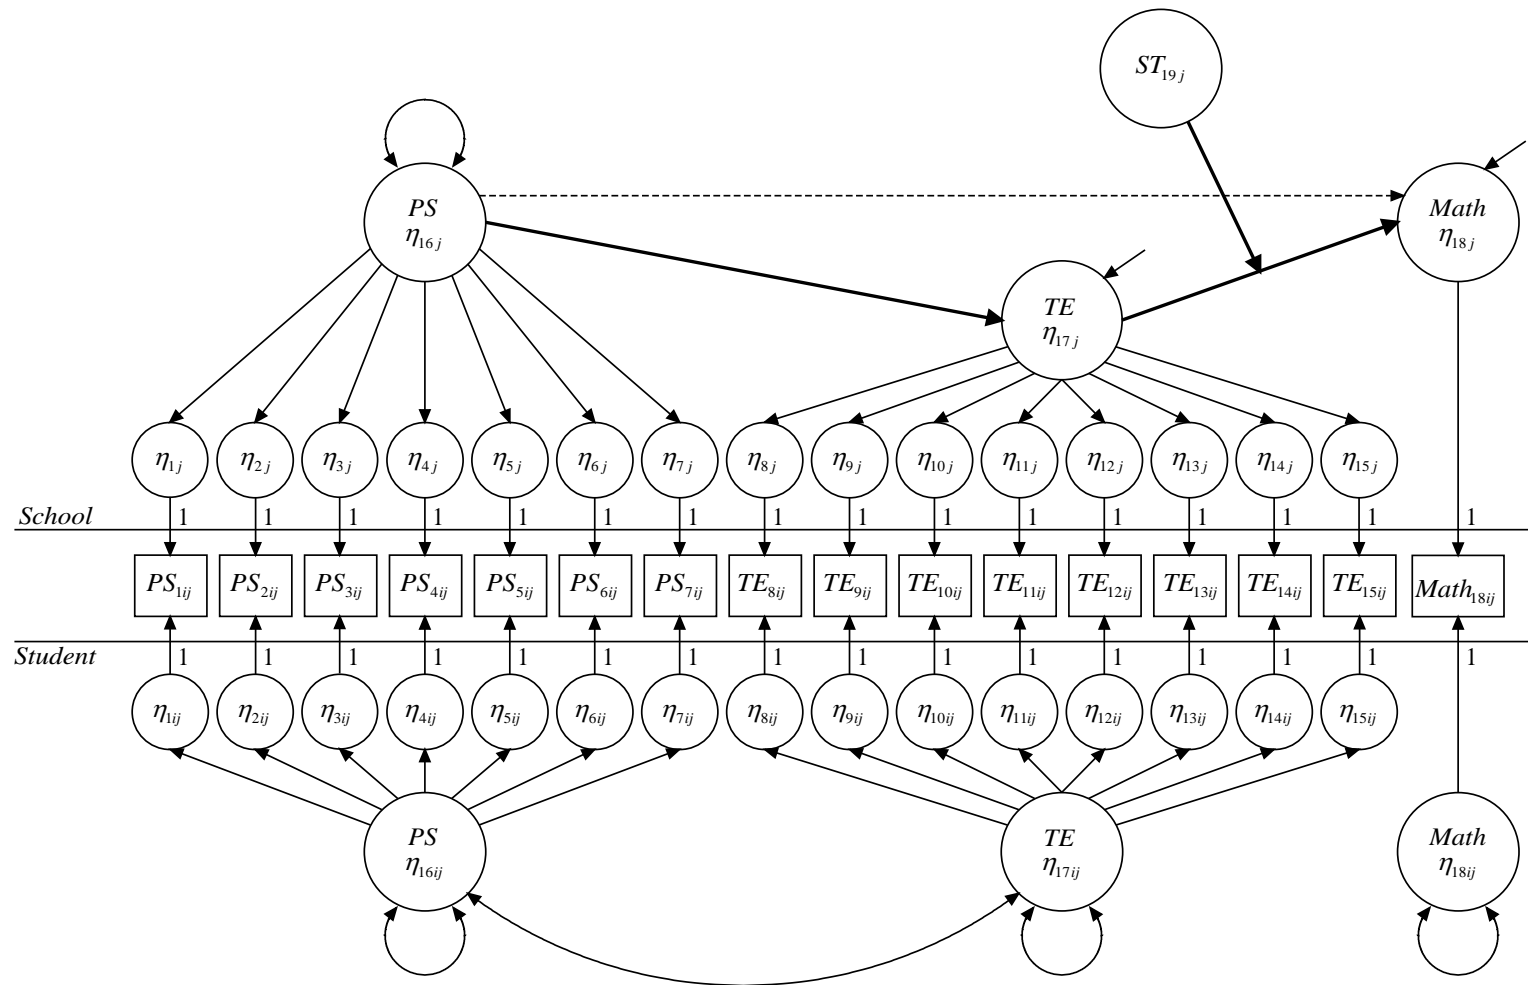 ST₁₉ⱼ
PS
η₁₆ⱼ
Math
η₁₈ⱼ
TE
η₁₇ⱼ
η₁ⱼ η₂ⱼ η₃ⱼ η₄ⱼ η₅ⱼ η₆ⱼ η₇ⱼ η₈ⱼ η₉ⱼ η₁₀ⱼ η₁₁ⱼ η₁₂ⱼ η₁₃ⱼ η₁₄ⱼ η₁₅ⱼ
School 1 1 1 1 1 1 1 1 1 1 1 1 1 1 1 1
PS₁ᵢⱼ PS₂ᵢⱼ PS₃ᵢⱼ PS₄ᵢⱼ PS₅ᵢⱼ PS₆ᵢⱼ PS₇ᵢⱼ TE₈ᵢⱼ TE₉ᵢⱼ TE₁₀ᵢⱼ TE₁₁ᵢⱼ TE₁₂ᵢⱼ TE₁₃ᵢⱼ TE₁₄ᵢⱼ TE₁₅ᵢⱼ Math₁₈ᵢⱼ
Student 1 1 1 1 1 1 1 1 1 1 1 1 1 1 1 1
η₁ᵢⱼ η₂ᵢⱼ η₃ᵢⱼ η₄ᵢⱼ η₅ᵢⱼ η₆ᵢⱼ η₇ᵢⱼ η₈ᵢⱼ η₉ᵢⱼ η₁₀ᵢⱼ η₁₁ᵢⱼ η₁₂ᵢⱼ η₁₃ᵢⱼ η₁₄ᵢⱼ η₁₅ᵢⱼ
PS TE Math
η₁₆ᵢⱼ η₁₇ᵢⱼ η₁₈ᵢⱼ